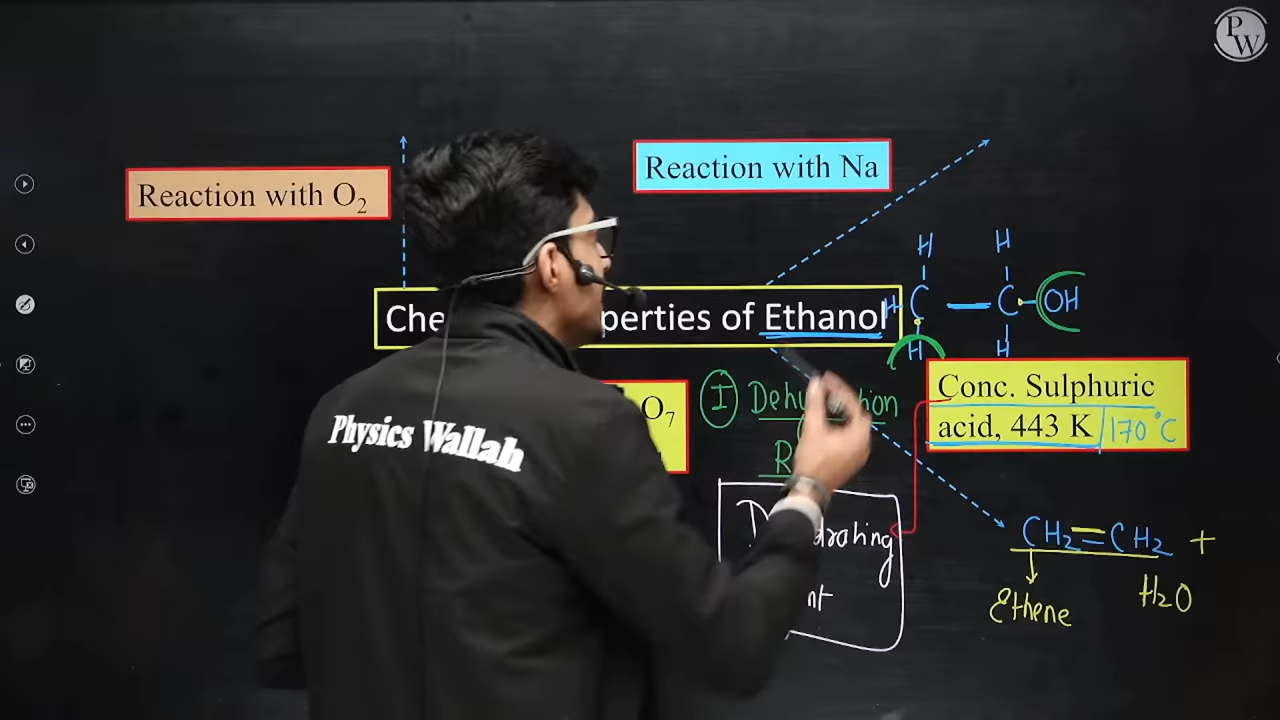 P
W
Reaction with O₂
Reaction with Na
Che perties of Ethanol
H H
H C — C - OH
H H
O₇
I Dehy tion
R
Conc. Sulphuric
acid, 443 K / 170°C
D drating
nt
CH₂=CH₂ +
Ethene H₂O
Physics Wallah